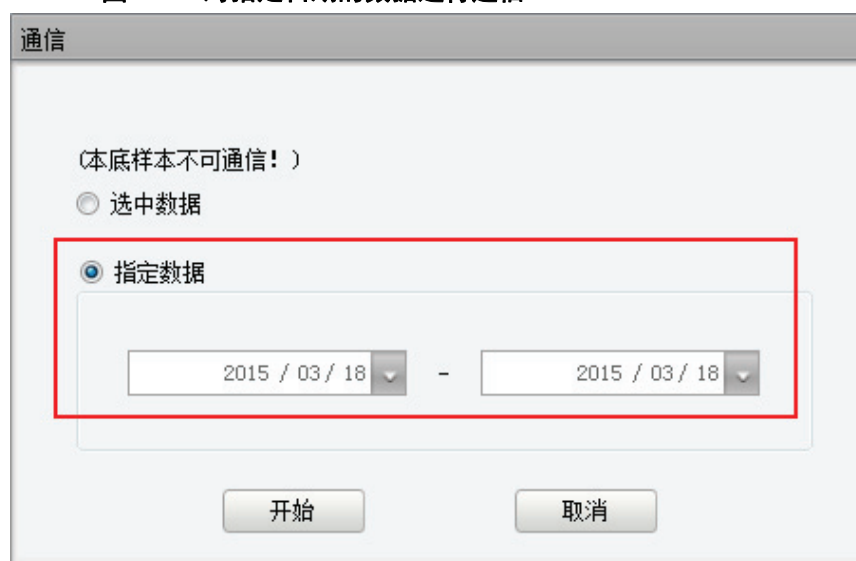 通信
(本底样本不可通信!)
选中数据
指定数据
2015 / 03 / 18 - 2015 / 03 / 18
开始 取消